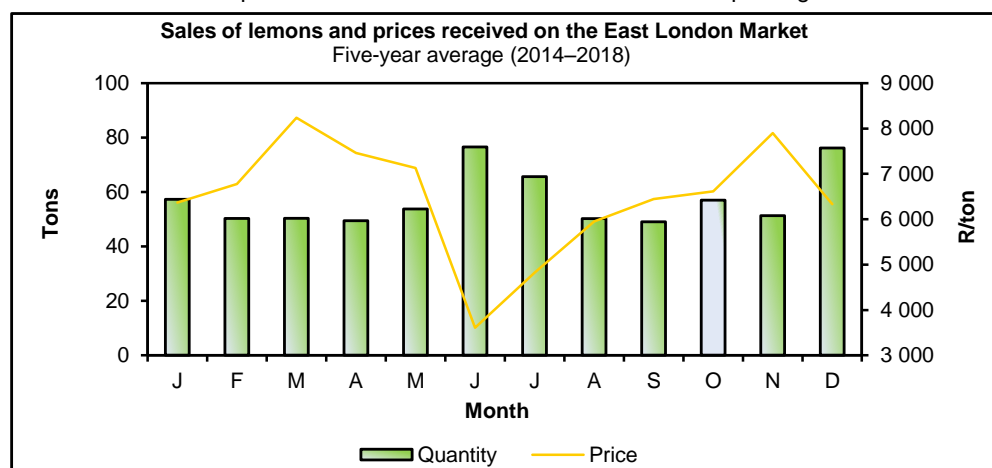 Sales of lemons and prices received on the East London Market
Five-year average (2014–2018)
100
80
60
40
20
0
Tons
9 000
8 000
7 000
6 000
5 000
4 000
3 000
R/ton
J F M A M J J A S O N D
Month
Quantity Price